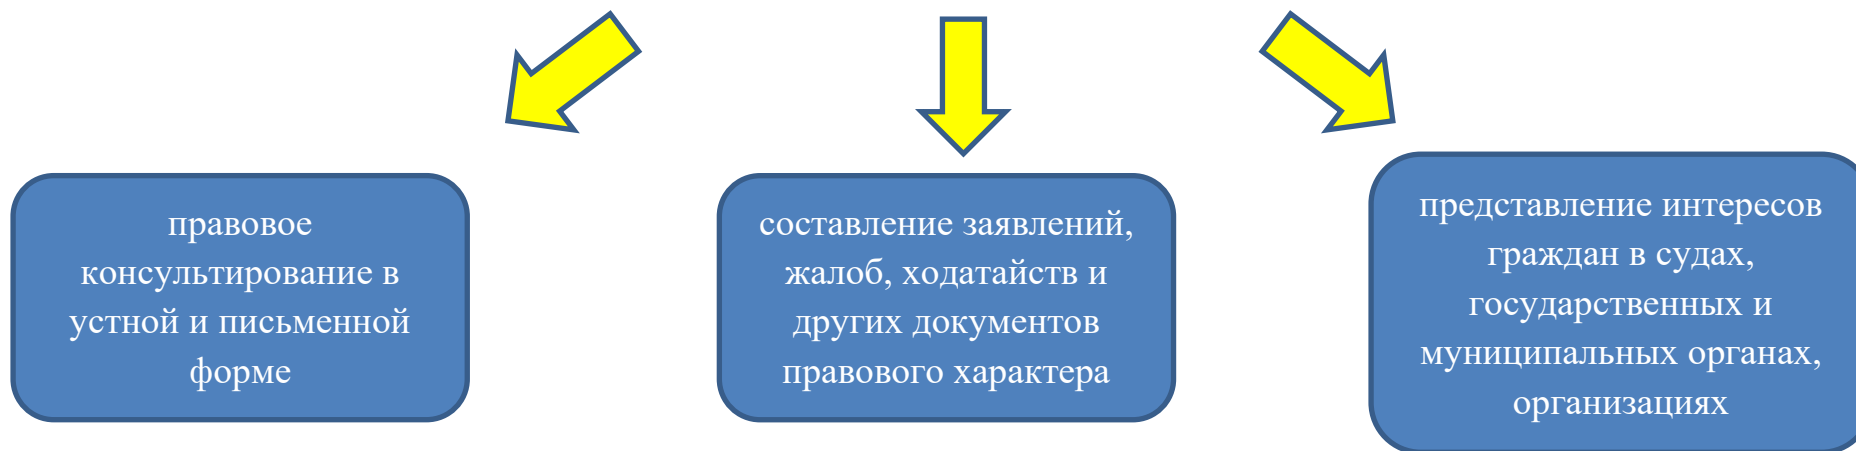 правовое
консультирование в
устной и письменной
форме
составление заявлений,
жалоб, ходатайств и
других документов
правового характера
представление интересов
граждан в судах,
государственных и
муниципальных органах,
организациях